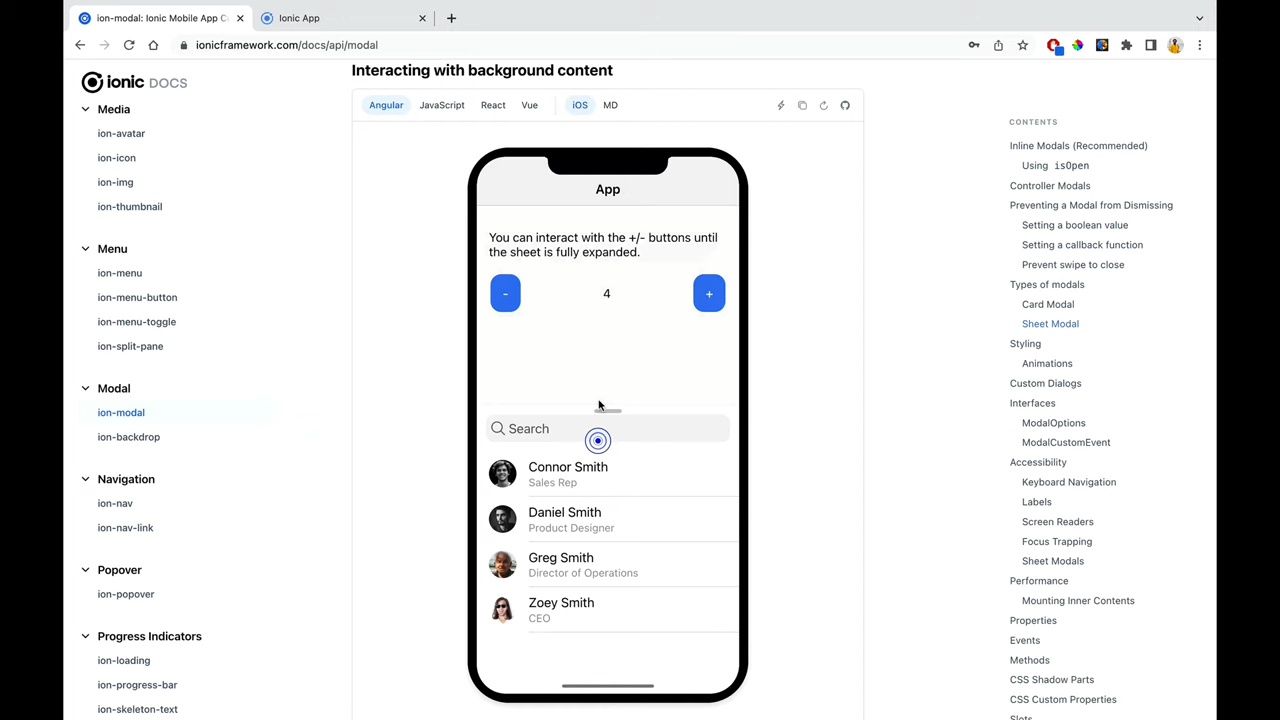 ion-modal: Ionic Mobile App C
Ionic App
ionicframework.com/docs/api/modal
ionic DOCS
Media
ion-avatar
ion-icon
ion-img
ion-thumbnail
Menu
ion-menu
ion-menu-button
ion-menu-toggle
ion-split-pane
Modal
ion-modal
ion-backdrop
Navigation
ion-nav
ion-nav-link
Popover
ion-popover
Progress Indicators
ion-loading
ion-progress-bar
ion-skeleton-text
Interacting with background content
Angular JavaScript React Vue iOS MD
App
You can interact with the +/- buttons until
the sheet is fully expanded.
- 4 +
Search
Connor Smith
Sales Rep
Daniel Smith
Product Designer
Greg Smith
Director of Operations
Zoey Smith
CEO
CONTENTS
Inline Modals (Recommended)
Using isOpen
Controller Modals
Preventing a Modal from Dismissing
Setting a boolean value
Setting a callback function
Prevent swipe to close
Types of modals
Card Modal
Sheet Modal
Styling
Animations
Custom Dialogs
Interfaces
ModalOptions
ModalCustomEvent
Accessibility
Keyboard Navigation
Labels
Screen Readers
Focus Trapping
Sheet Modals
Performance
Mounting Inner Contents
Properties
Events
Methods
CSS Shadow Parts
CSS Custom Properties
Slots